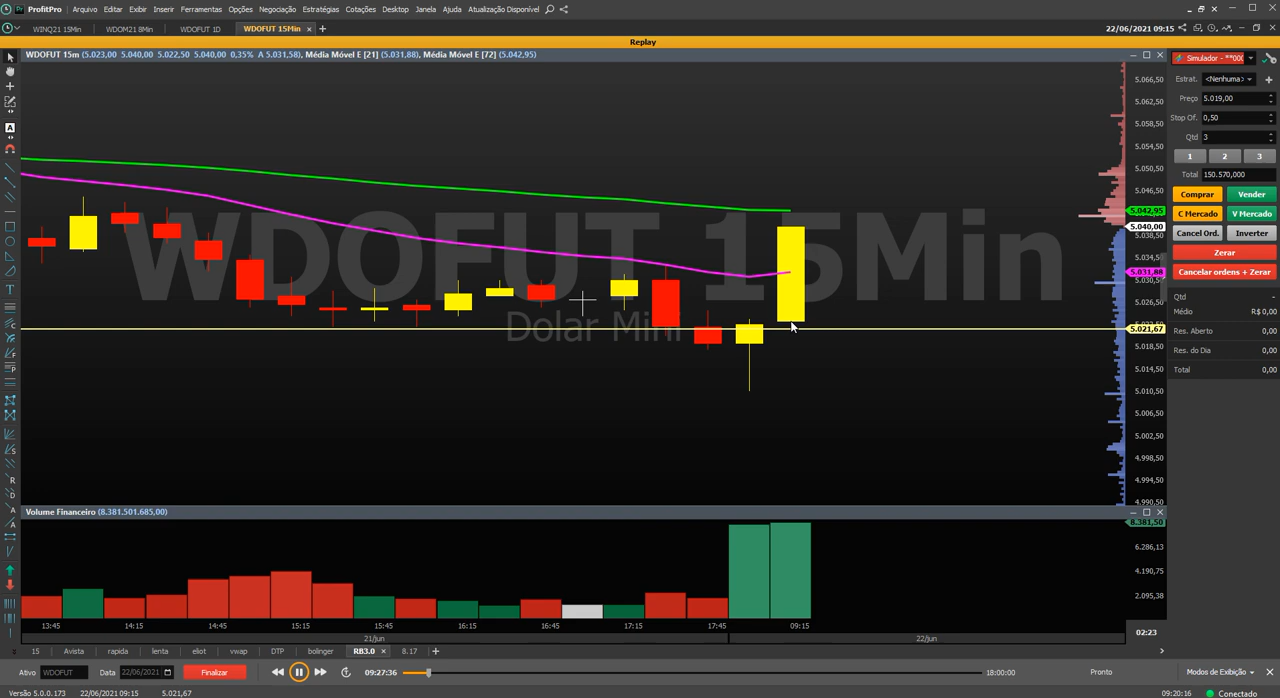 ProfitPro Arquivo Editar Exibir Inserir Ferramentas Opções Negociação Estratégias Cotações Desktop Janela Ajuda Atualização Disponível
WINQ21 15Min WDOM21 8Min WDOFUT 1D WDOFUT 15Min × + 22/06/2021 09:15
Replay
WDOFUT 15m (5.023,00 5.040,00 5.022,50 5.040,00 0,35% A 5.031,58), Média Móvel E [21] (5.031,88), Média Móvel E [72] (5.042,95)
WDOFUT 15Min
Dolar Mini
5.066,50
5.062,50
5.058,50
5.054,50
5.050,50
5.046,50
5.042,95
5.040,00
5.038,50
5.034,50
5.031,88
5.030,50
5.026,50
5.021,67
5.018,50
5.014,50
5.010,50
5.006,50
5.002,50
4.998,50
4.994,50
4.990,50
Simulador - **000
Estrat. <Nenhuma>
Preço 5.019,00
Stop Of. 0,50
Qtd 3
1 2 3
Total 150.570,000
Comprar Vender
C Mercado V Mercado
Cancel Ord. Inverter
Zerar
Cancelar ordens + Zerar
Qtd -
Médio R$ 0,00
Res. Aberto 0,00
Res. do Dia 0,00
Total 0,00
Volume Financeiro (8.381.501.685,00)
8.381,50
6.286,13
4.190,75
2.095,38
13:45 14:15 14:45 15:15 15:45 16:15 16:45 17:15 17:45 09:15
21/jun 22/jun
02:23
15 Avista rapida lenta eliot vwap DTP bolinger RB3.0 × 8.17 +
Ativo WDOFUT Data 22/06/2021 Finalizar 09:27:36 18:00:00 Pronto Modos de Exibição
Versão 5.0.0.173 22/06/2021 09:15 5.021,67 09:20:16 Conectado